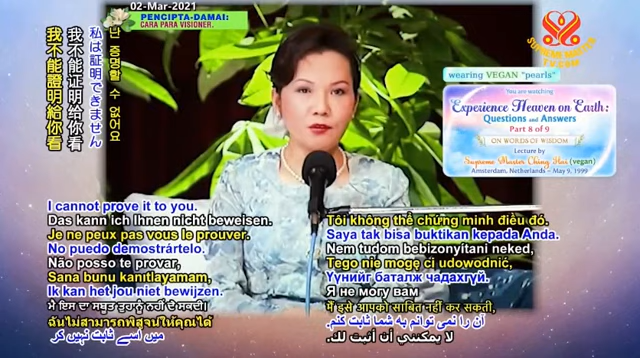 02-Mar-2021
PENCIPTA-DAMAI:
CARA PARA VISIONER.
SUPREME MASTER
TV.COM
wearing VEGAN "pearls"
You are watching
Experience Heaven on Earth:
Questions and Answers
Part 8 of 9
ON WORDS OF WISDOM
Lecture by
Supreme Master Ching Hai (vegan)
Amsterdam, Netherlands – May 9, 1999
我不能證明給你看
我不能证明给你看
私は証明できません
난 증명할 수 없어요
I cannot prove it to you.
Das kann ich Ihnen nicht beweisen.
Je ne peux pas vous le prouver.
No puedo demostrártelo.
Não posso te provar,
Sana bunu kanıtlayamam,
Ik kan het jou niet bewijzen.
ਮੈਂ ਇਸ ਦਾ ਸਬੂਤ ਤੁਹਾਨੂੰ ਨਹੀਂ ਦੇ ਸਕਦੀ।
ฉันไม่สามารถพิสูจน์ให้คุณได้
میں اسے ثابت نہیں کر
Tôi không thể chứng minh điều đó.
Saya tak bisa buktikan kepada Anda.
Nem tudom bebizonyítani neked,
Tego nie mogę ci udowodnić,
Үүнийг баталж чадахгүй.
Я не могу вам
मैं इसे आपको साबित नहीं कर सकती,
آن را نمی توانم به شما ثابت کنم.
لا يمكنني أن أثبت لك.